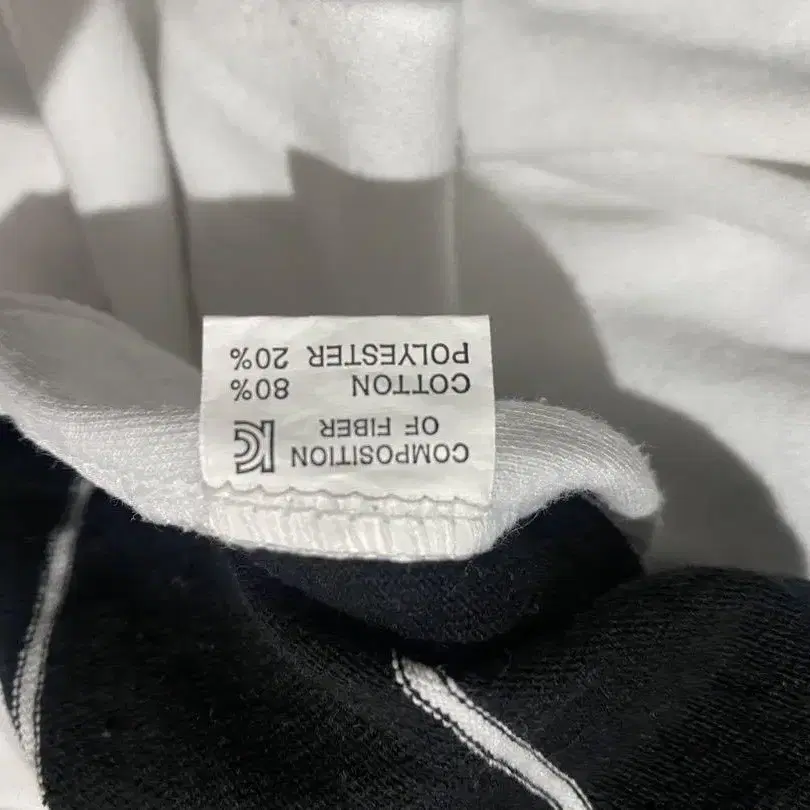 COMPOSITION
OF FIBER
COTTON 80%
POLYESTER 20%